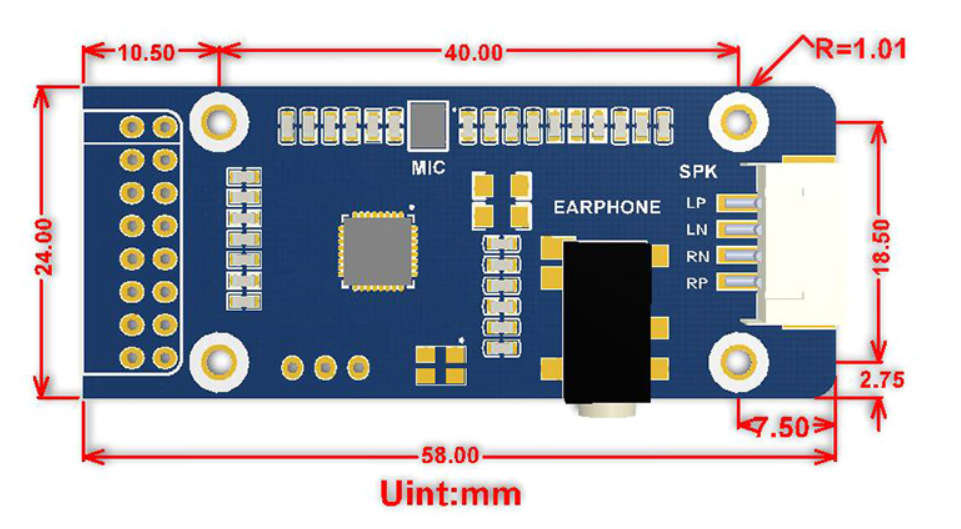 10.50
40.00
R=1.01
MIC
SPK
EARPHONE
LP
LN
RN
RP
24.00
18.50
2.75
7.50
58.00
Uint:mm